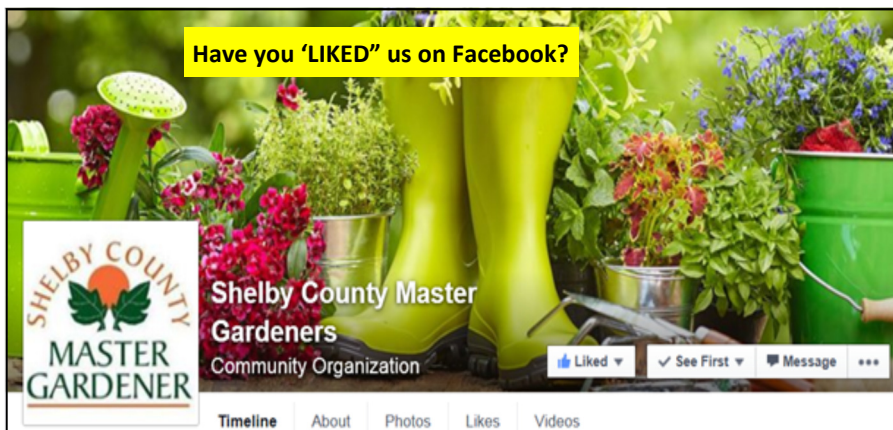 Have you ‘LIKED” us on Facebook?
SHELBY COUNTY
MASTER
GARDENER
Shelby County Master
Gardeners
Community Organization
Liked
See First
Message
Timeline About Photos Likes Videos